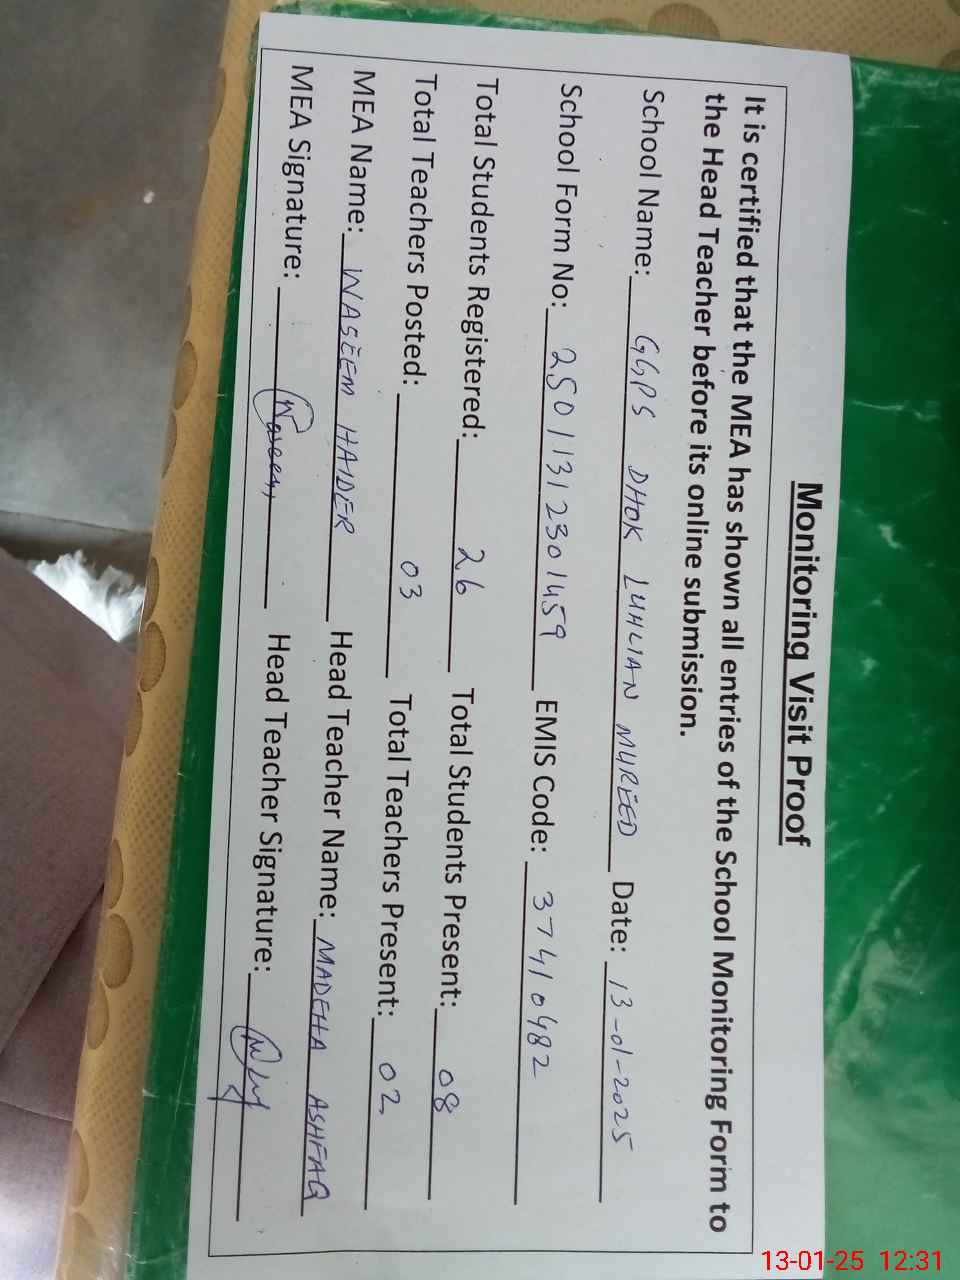 Monitoring Visit Proof
It is certified that the MEA has shown all entries of the School Monitoring Form to
the Head Teacher before its online submission.
School Name: GGPS DHOK LUHLIAN MUREED Date: 13-01-2025
School Form No: 25011312301459 EMIS Code: 37410482
Total Students Registered: 26 Total Students Present: 08
Total Teachers Posted: 03 Total Teachers Present: 02
MEA Name: WASEEM HAIDER Head Teacher Name: MADEHA ASHFAQ
MEA Signature: Waseem Head Teacher Signature:
13-01-25 12:31